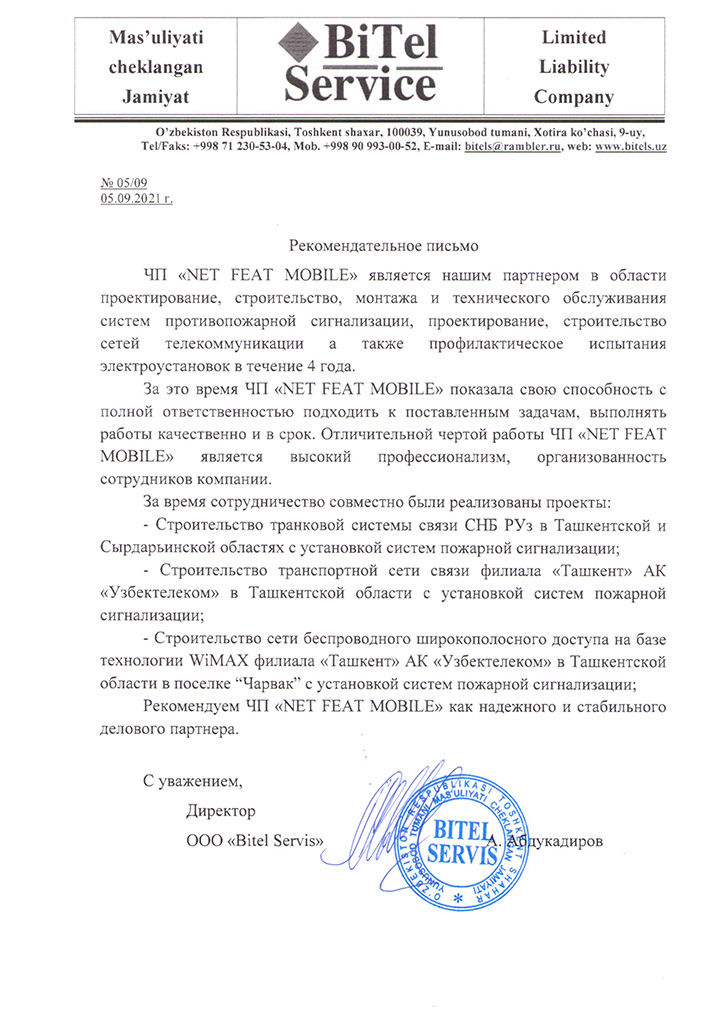 Mas’uliyati
cheklangan
Jamiyat
BiTel
Service
Limited
Liability
Company
O’zbekiston Respublikasi, Toshkent shaxar, 100039, Yunusobod tumani, Xotira ko’chasi, 9-uy,
Tel/Faks: +998 71 230-53-04, Mob. +998 90 993-00-52, E-mail: bitels@rambler.ru, web: www.bitels.uz
№ 05/09
05.09.2021 г.
Рекомендательное письмо
ЧП «NET FEAT MOBILE» является нашим партнером в области
проектирование, строительство, монтажа и технического обслуживания
систем противопожарной сигнализации, проектирование, строительство
сетей телекоммуникации а также профилактическое испытания
электроустановок в течение 4 года.
За это время ЧП «NET FEAT MOBILE» показала свою способность с
полной ответственностью подходить к поставленным задачам, выполнять
работы качественно и в срок. Отличительной чертой работы ЧП «NET FEAT
MOBILE» является высокий профессионализм, организованность
сотрудников компании.
За время сотрудничество совместно были реализованы проекты:
- Строительство транковой системы связи СНБ РУз в Ташкентской и
Сырдарьинской областях с установкой систем пожарной сигнализации;
- Строительство транспортной сети связи филиала «Ташкент» АК
«Узбектелеком» в Ташкентской области с установкой систем пожарной
сигнализации;
- Строительство сети беспроводного широкополосного доступа на базе
технологии WiMAX филиала «Ташкент» АК «Узбектелеком» в Ташкентской
области в поселке “Чарвак” с установкой систем пожарной сигнализации;
Рекомендуем ЧП «NET FEAT MOBILE» как надежного и стабильного
делового партнера.
С уважением,
Директор
ООО «Bitel Servis»
А. Абдукадиров
O'ZBEKISTON RESPUBLIKASI TOSHKENT SHAHAR
YUNUSOBOD TUMANI MAS'ULIYATI CHEKLANGAN JAMIYATI
BITEL
SERVIS